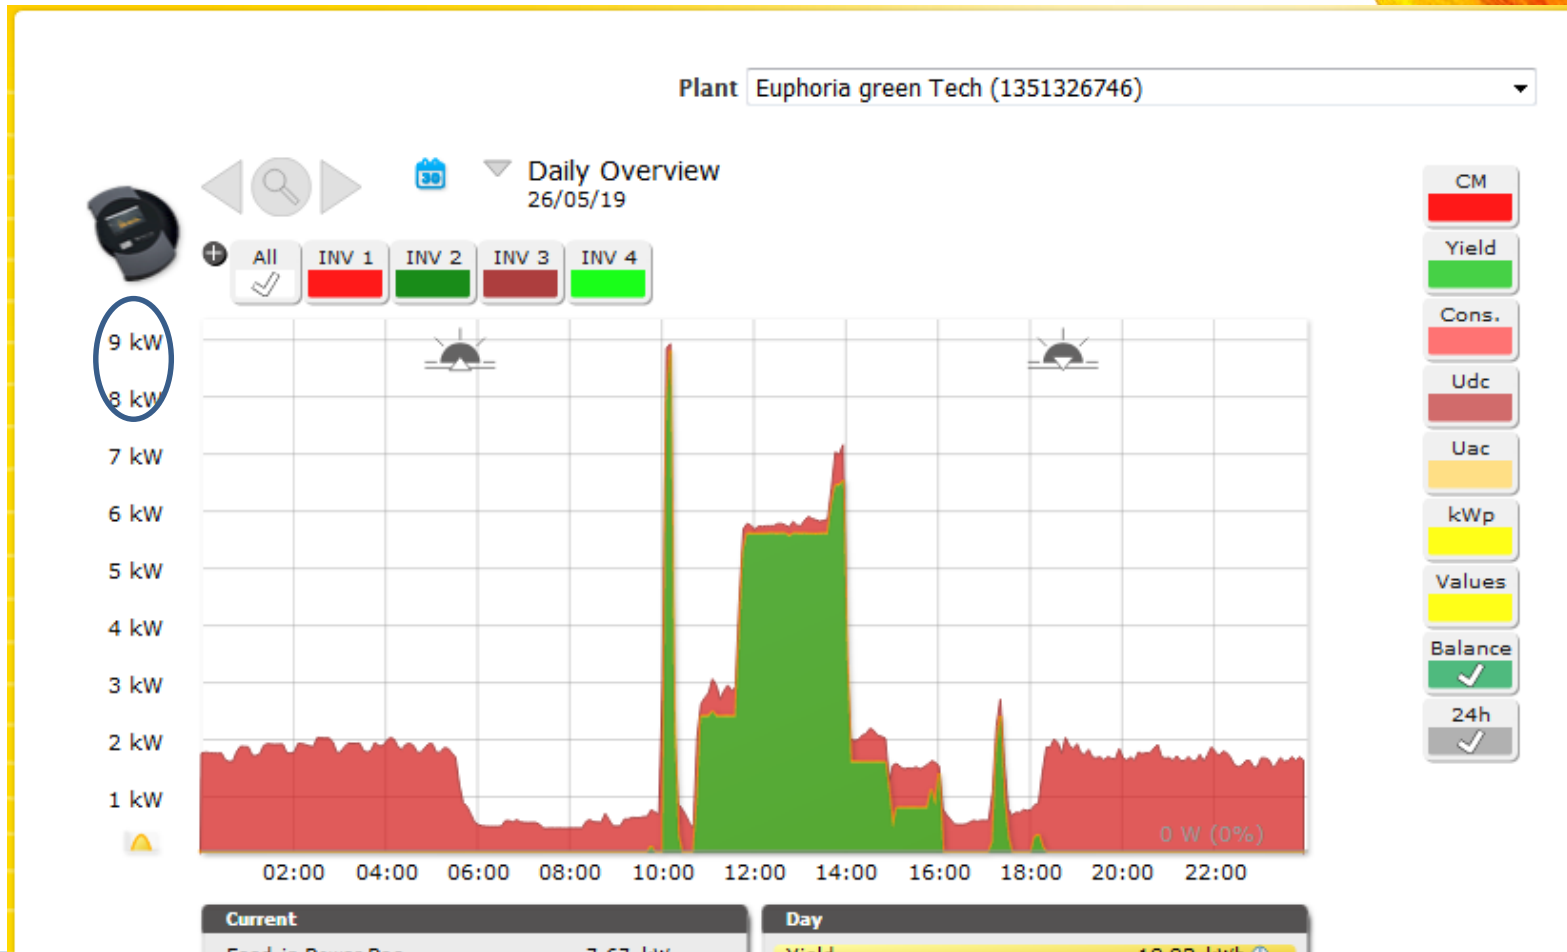 Plant Euphoria green Tech (1351326746)
Daily Overview
26/05/19
30
All INV 1 INV 2 INV 3 INV 4
CM
Yield
Cons.
Udc
Uac
kWp
Values
Balance
24h
9 kW
8 kW
7 kW
6 kW
5 kW
4 kW
3 kW
2 kW
1 kW
0 W (0%)
02:00 04:00 06:00 08:00 10:00 12:00 14:00 16:00 18:00 20:00 22:00
Current
Day